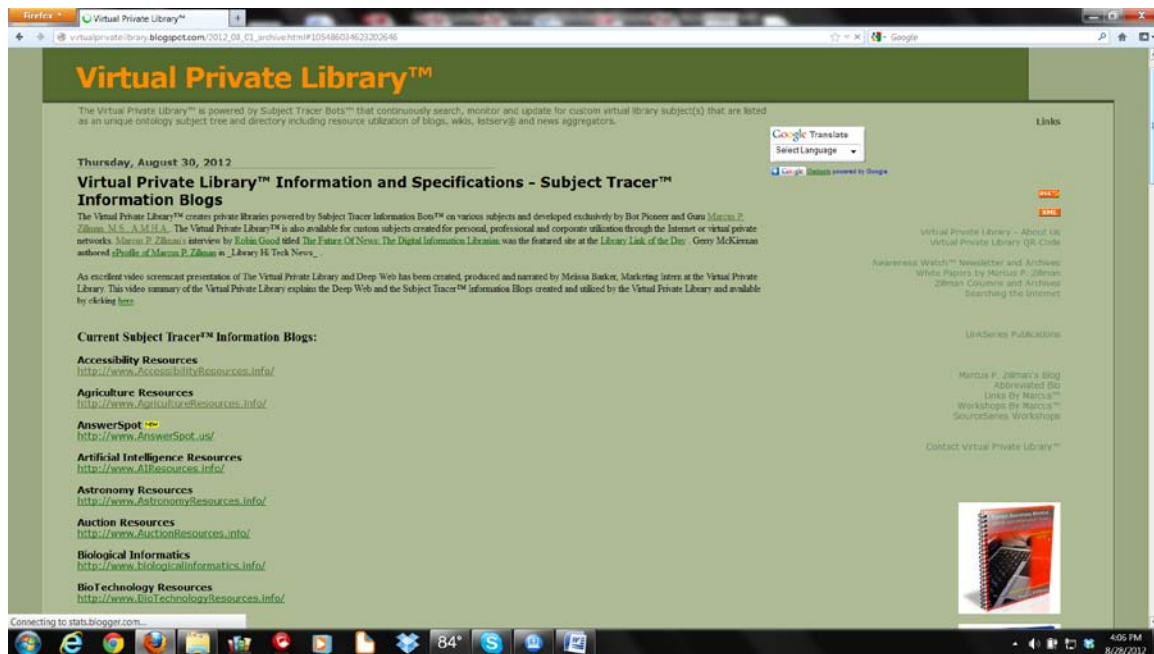 Firefox
Virtual Private Library™
virtualprivatelibrary.blogspot.com/2012_08_01_archive.html#105486034623202646
Google
Virtual Private Library™
The Virtual Private Library™ is powered by Subject Tracer Bots™ that continuously search, monitor and update for custom virtual library subject(s) that are listed
as an unique ontology subject tree and directory including resource utilization of blogs, wikis, listserv® and news aggregators.
Links
Google Translate
Select Language
Google Gadgets powered by Google
Thursday, August 30, 2012
Virtual Private Library™ Information and Specifications - Subject Tracer™
Information Blogs
The Virtual Private Library™ creates private libraries powered by Subject Tracer Information Bots™ on various subjects and developed exclusively by Bot Pioneer and Guru Marcus P.
Zillman, M.S., A.M.H.A.. The Virtual Private Library™ is also available for custom subjects created for personal, professional and corporate utilization through the Internet or virtual private
networks. Marcus P. Zillman's interview by Robin Good titled The Future Of News: The Digital Information Librarian was the featured site at the Library Link of the Day . Gerry McKiernan
authored eProfile of Marcus P. Zillman in _Library Hi Tech News_ .
As excellent video screencast presentation of The Virtual Private Library and Deep Web has been created, produced and narrated by Melissa Barker, Marketing Intern at the Virtual Private
Library. This video summary of the Virtual Private Library explains the Deep Web and the Subject Tracer™ Information Blogs created and utilized by the Virtual Private Library and available
by clicking here
Current Subject Tracer™ Information Blogs:
Accessibility Resources
http://www.AccessibilityResources.info/
Agriculture Resources
http://www.AgricultureResources.info/
AnswerSpot NEW
http://www.AnswerSpot.us/
Artificial Intelligence Resources
http://www.AIResources.info/
Astronomy Resources
http://www.AstronomyResources.info/
Auction Resources
http://www.AuctionResources.info/
Biological Informatics
http://www.biologicalinformatics.info/
BioTechnology Resources
http://www.BioTechnologyResources.info/
XML
Virtual Private Library - About Us
Virtual Private Library QR Code
Awareness Watch™ Newsletter and Archives
White Papers by Marcus P. Zillman
Zillman Columns and Archives
Searching the Internet
LinkSeries Publications
Marcus P. Zillman's Blog
Abbreviated Bio
Links By Marcus™
Workshops By Marcus™
SourceSeries Workshops
Contact Virtual Private Library™
Connecting to stats.blogger.com...
84°
4:06 PM
8/28/2012